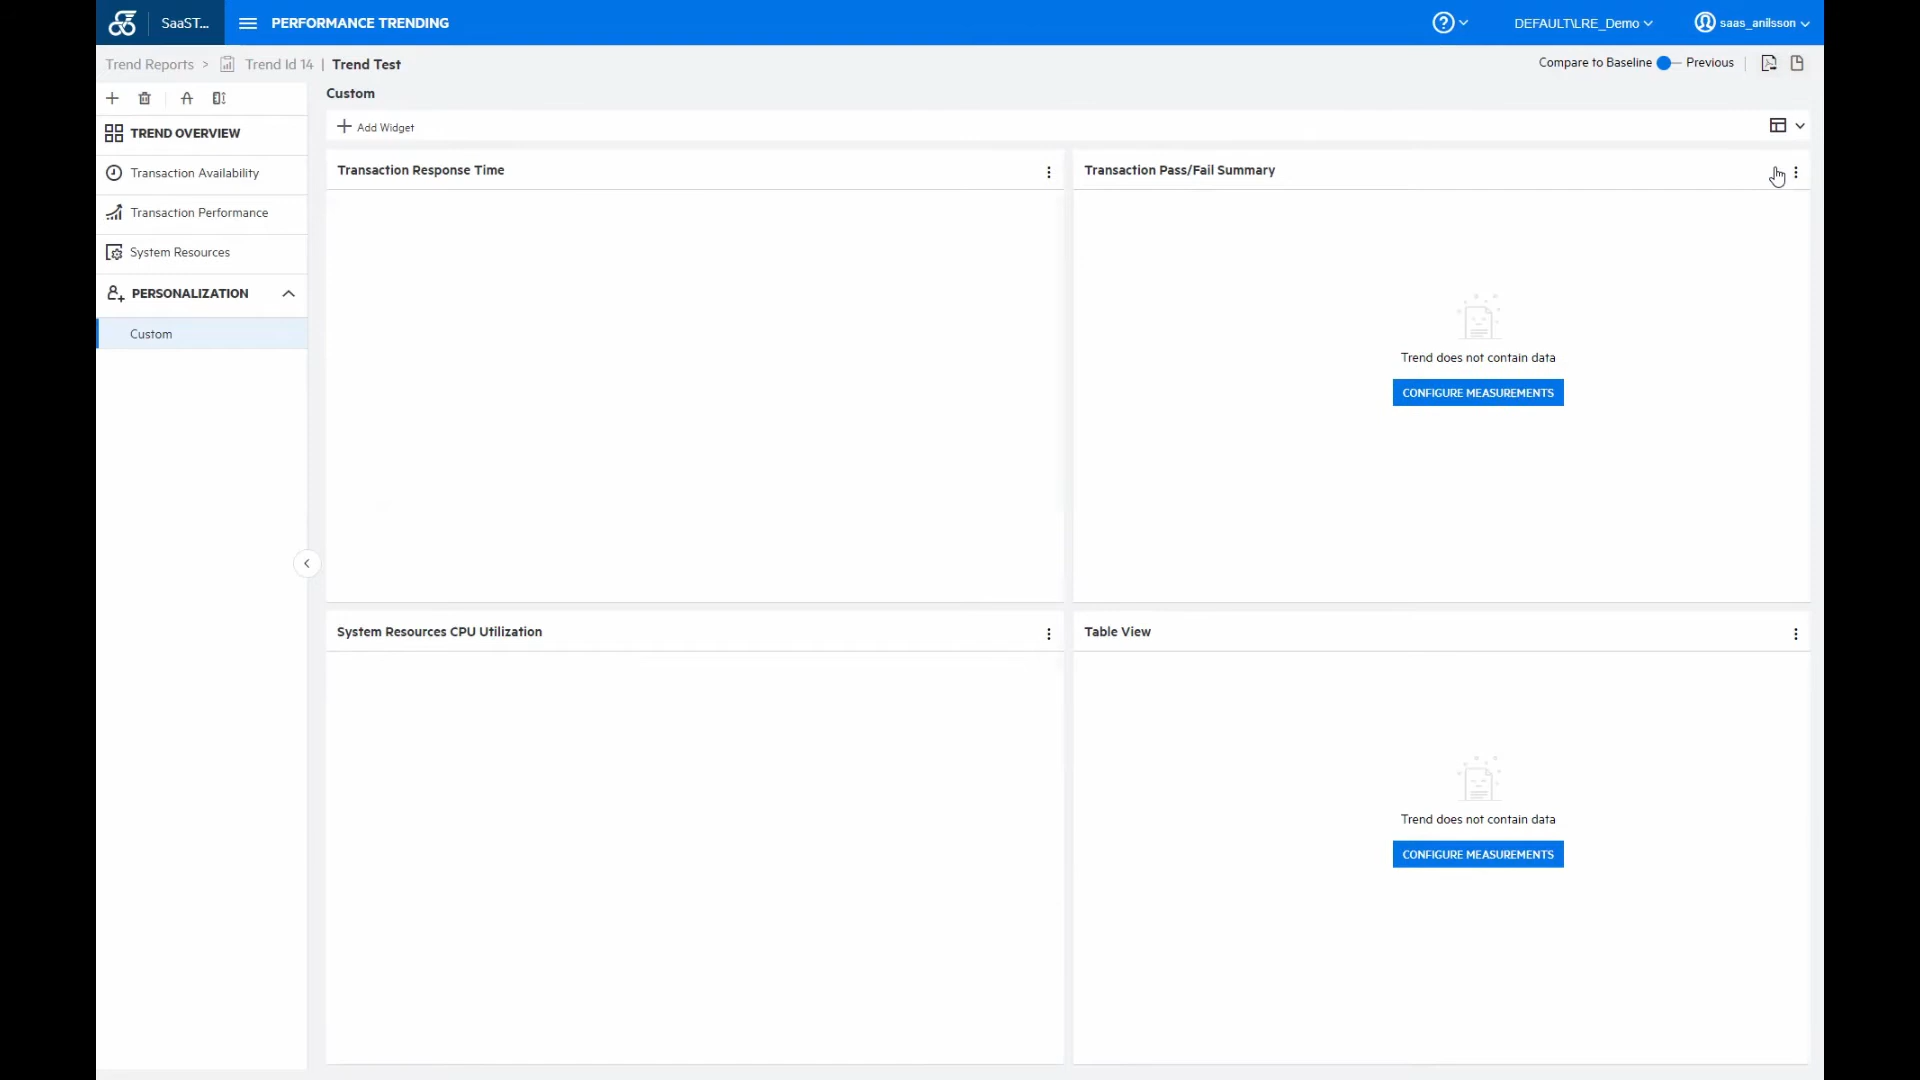 SaaST...
PERFORMANCE TRENDING
DEFAULT\LRE_Demo
saas_anilsson
Trend Reports > Trend Id 14 | Trend Test
Compare to Baseline Previous
Custom
Add Widget
TREND OVERVIEW
Transaction Availability
Transaction Performance
System Resources
PERSONALIZATION
Custom
Transaction Response Time
Transaction Pass/Fail Summary
Trend does not contain data
CONFIGURE MEASUREMENTS
System Resources CPU Utilization
Table View
Trend does not contain data
CONFIGURE MEASUREMENTS